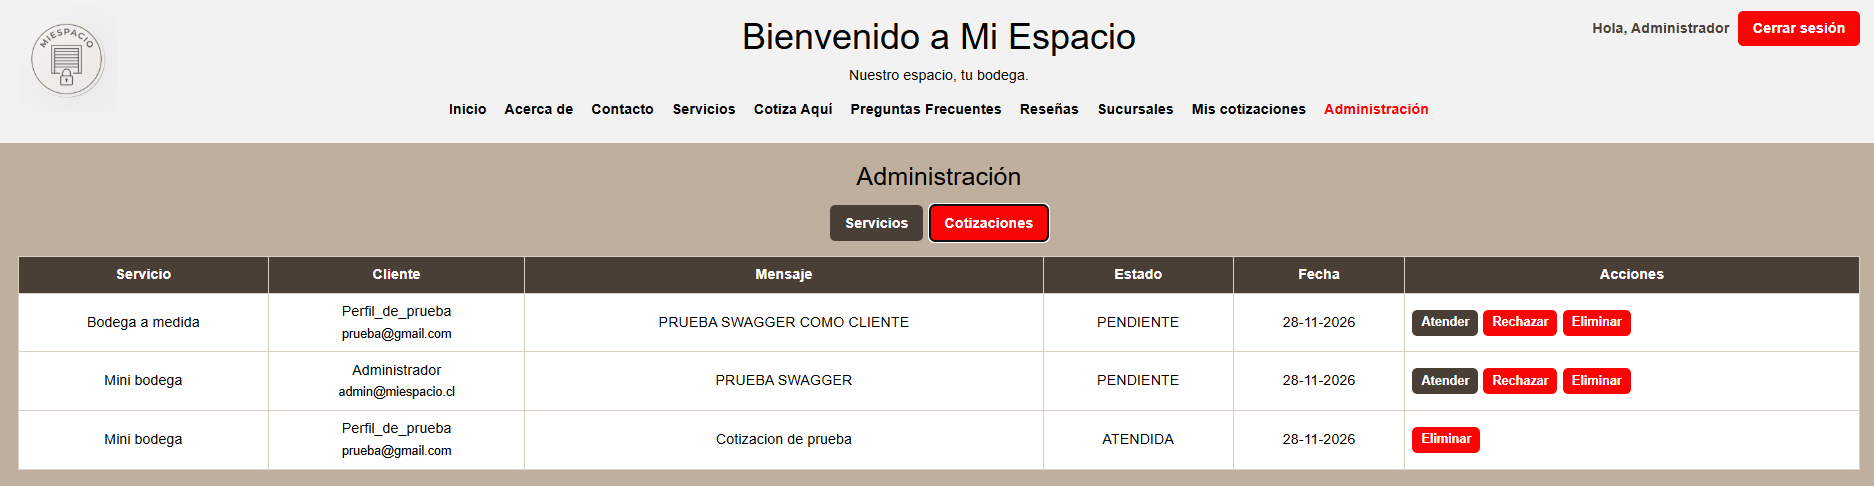 MIESPACIO
Bienvenido a Mi Espacio
Nuestro espacio, tu bodega.
Hola, Administrador Cerrar sesión
Inicio Acerca de Contacto Servicios Cotiza Aquí Preguntas Frecuentes Reseñas Sucursales Mis cotizaciones Administración
Administración
Servicios Cotizaciones
Servicio Cliente Mensaje Estado Fecha Acciones
Bodega a medida Perfil_de_prueba PRUEBA SWAGGER COMO CLIENTE PENDIENTE 28-11-2026 Atender Rechazar Eliminar
prueba@gmail.com
Mini bodega Administrador PRUEBA SWAGGER PENDIENTE 28-11-2026 Atender Rechazar Eliminar
admin@miespacio.cl
Mini bodega Perfil_de_prueba Cotizacion de prueba ATENDIDA 28-11-2026 Eliminar
prueba@gmail.com